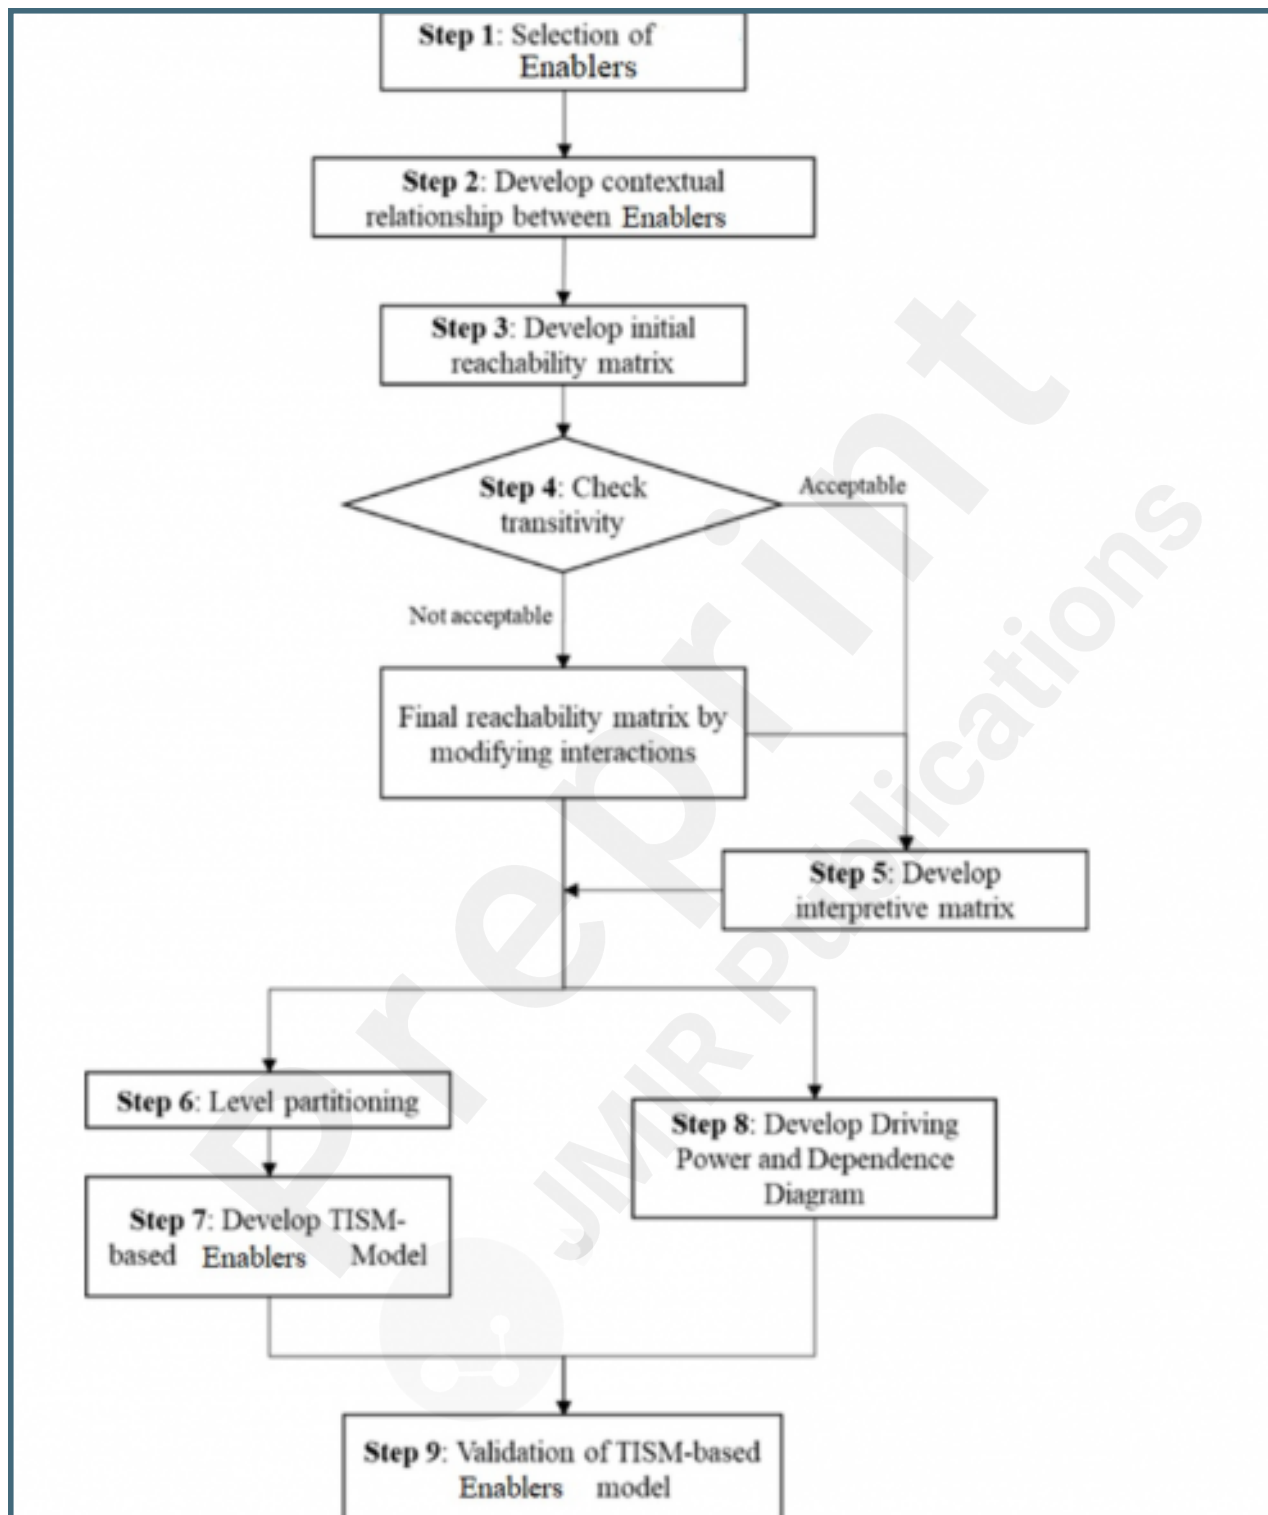 Step 1: Selection of
Enablers
Step 2: Develop contextual
relationship between Enablers
Step 3: Develop initial
reachability matrix
Step 4: Check
transitivity
Acceptable
Not acceptable
Final reachability matrix by
modifying interactions
Step 5: Develop
interpretive matrix
Step 6: Level partitioning
Step 7: Develop TISM-
based Enablers Model
Step 8: Develop Driving
Power and Dependence
Diagram
Step 9: Validation of TISM-based
Enablers model
Preprint
JMIR Publications